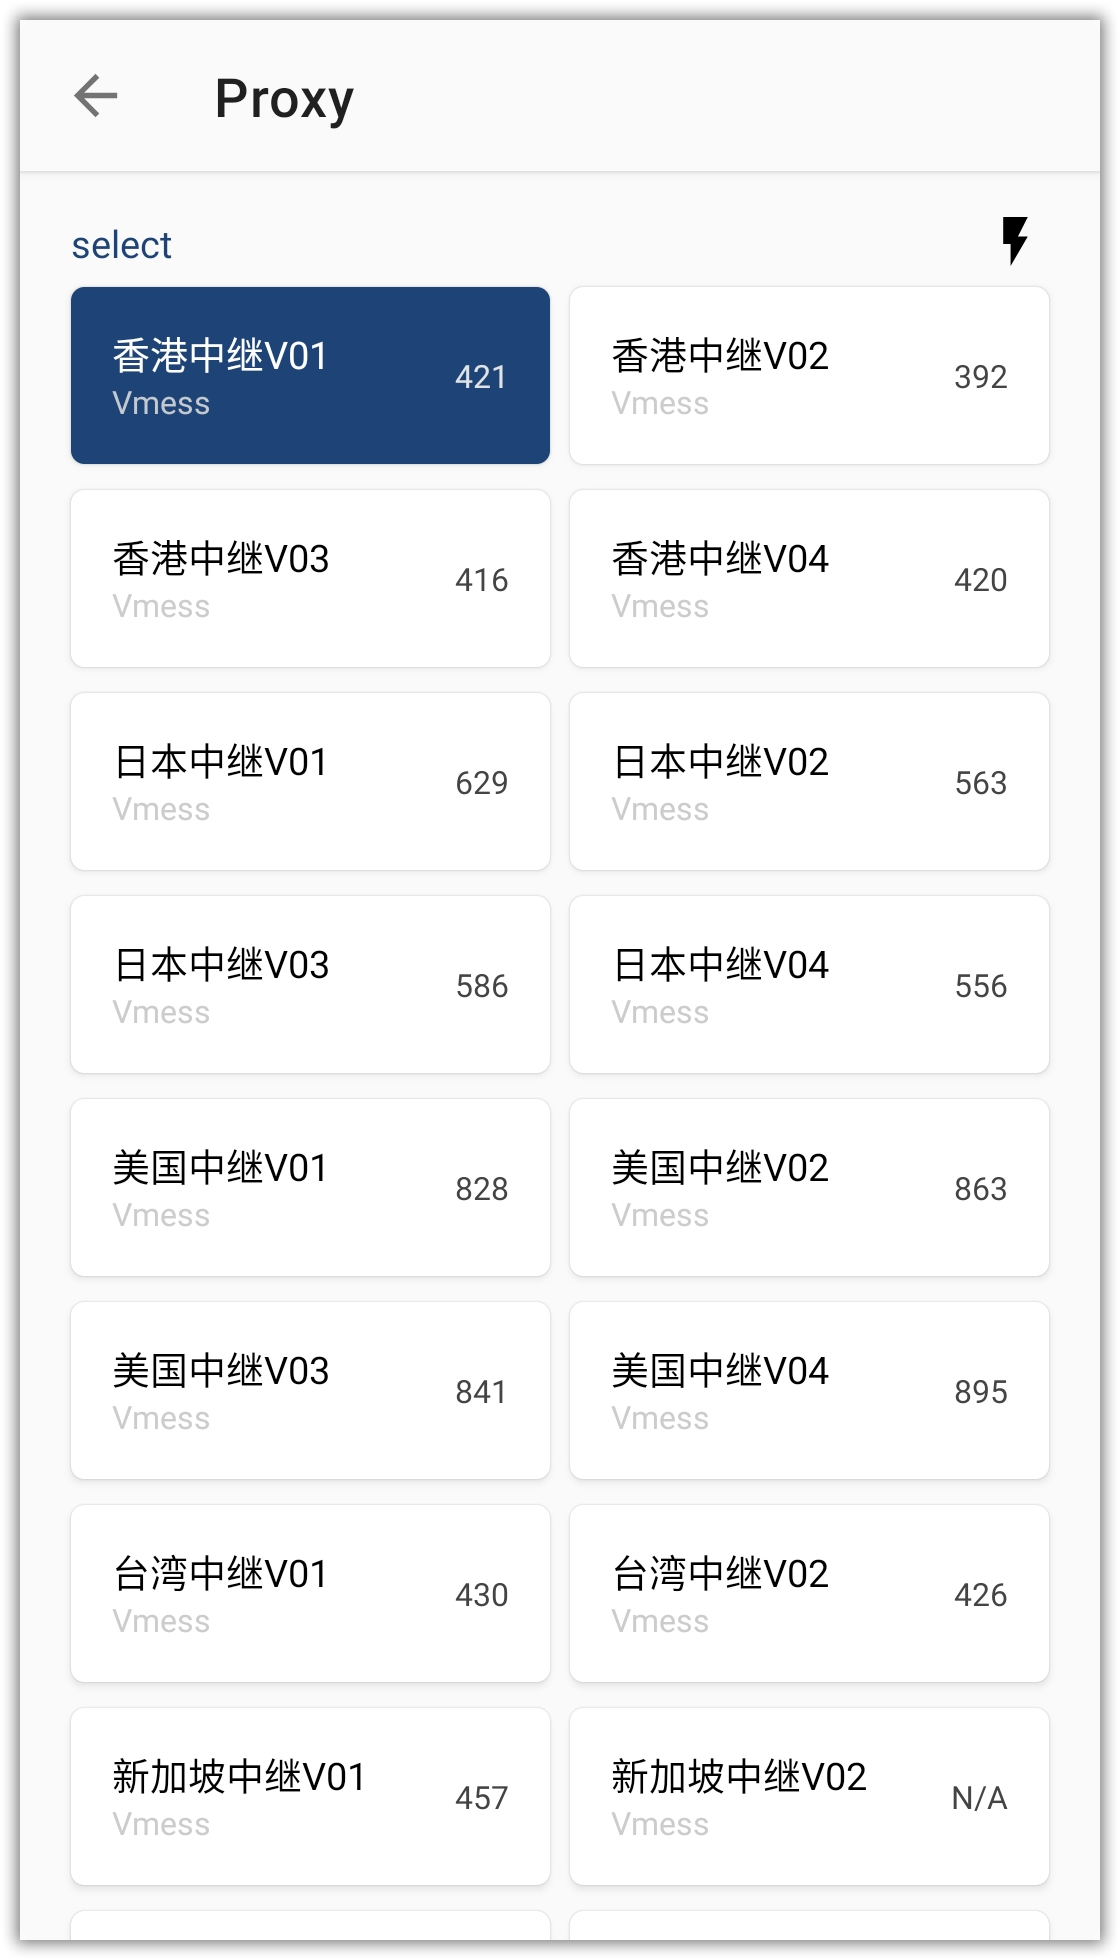 Proxy
select
香港中继V01
Vmess
421
香港中继V02
Vmess
392
香港中继V03
Vmess
416
香港中继V04
Vmess
420
日本中继V01
Vmess
629
日本中继V02
Vmess
563
日本中继V03
Vmess
586
日本中继V04
Vmess
556
美国中继V01
Vmess
828
美国中继V02
Vmess
863
美国中继V03
Vmess
841
美国中继V04
Vmess
895
台湾中继V01
Vmess
430
台湾中继V02
Vmess
426
新加坡中继V01
Vmess
457
新加坡中继V02
Vmess
N/A